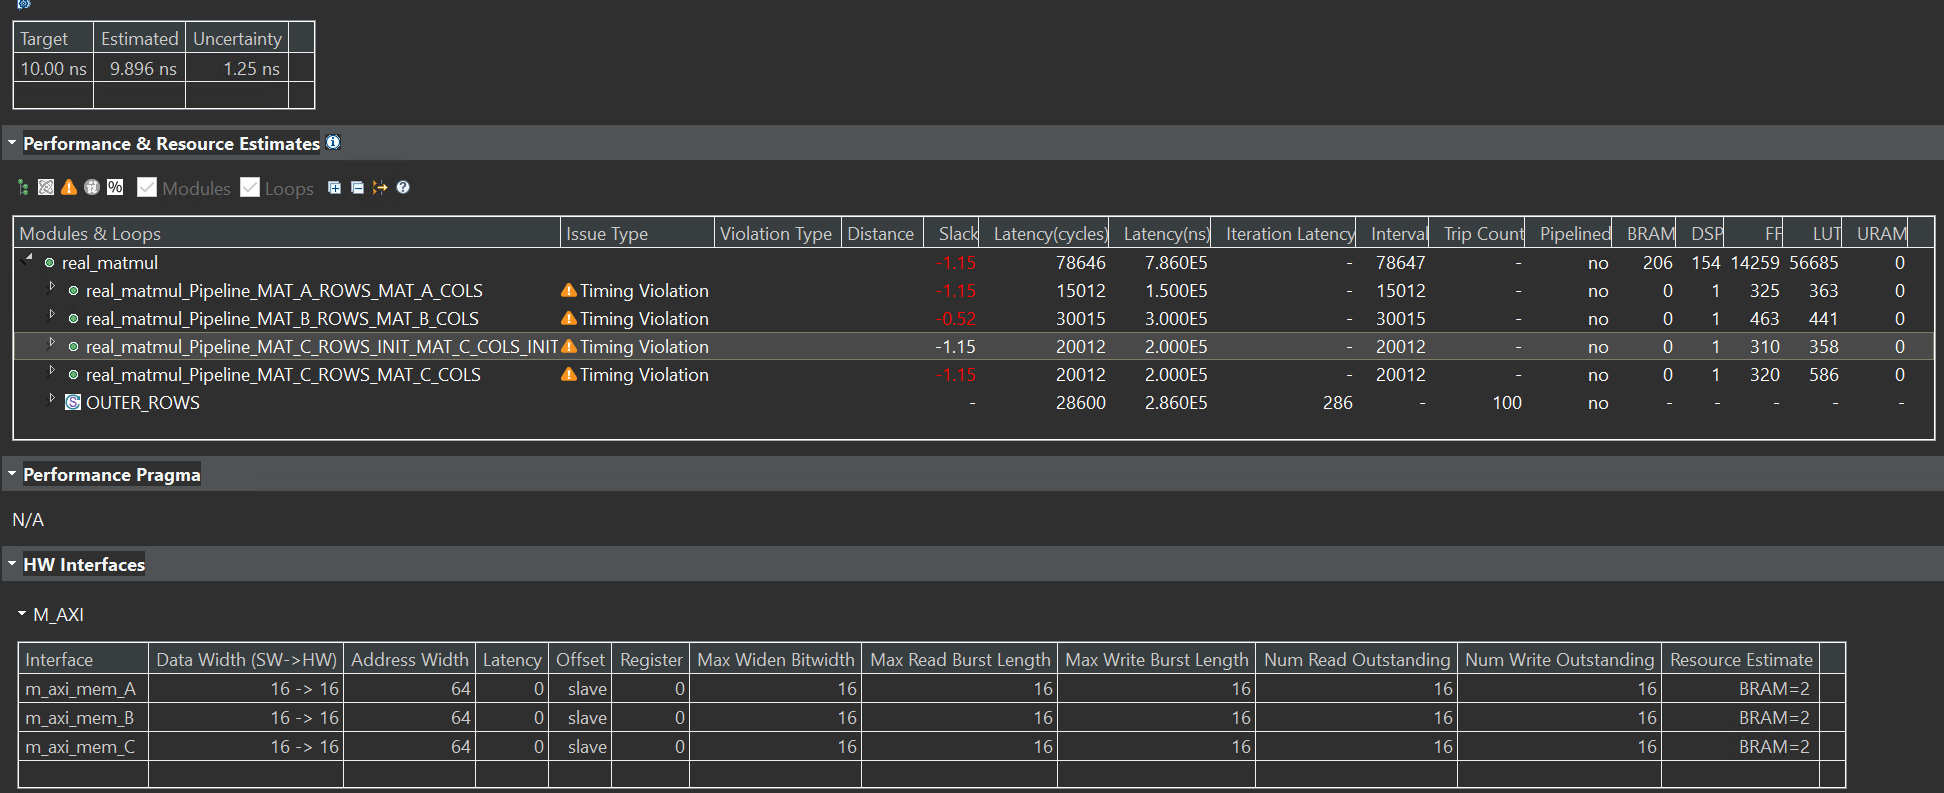 Target Estimated Uncertainty
10.00 ns 9.896 ns 1.25 ns
Performance & Resource Estimates
% Modules Loops
Modules & Loops Issue Type Violation Type Distance Slack Latency(cycles) Latency(ns) Iteration Latency Interval Trip Count Pipelined BRAM DSP FF LUT URAM
real_matmul -1.15 78646 7.860E5 - 78647 - no 206 154 14259 56685 0
real_matmul_Pipeline_MAT_A_ROWS_MAT_A_COLS Timing Violation -1.15 15012 1.500E5 - 15012 - no 0 1 325 363 0
real_matmul_Pipeline_MAT_B_ROWS_MAT_B_COLS Timing Violation -0.52 30015 3.000E5 - 30015 - no 0 1 463 441 0
real_matmul_Pipeline_MAT_C_ROWS_INIT_MAT_C_COLS_INIT Timing Violation -1.15 20012 2.000E5 - 20012 - no 0 1 310 358 0
real_matmul_Pipeline_MAT_C_ROWS_MAT_C_COLS Timing Violation -1.15 20012 2.000E5 - 20012 - no 0 1 320 586 0
OUTER_ROWS - 28600 2.860E5 286 - 100 no - - - - -
Performance Pragma
N/A
HW Interfaces
M_AXI
Interface Data Width (SW->HW) Address Width Latency Offset Register Max Widen Bitwidth Max Read Burst Length Max Write Burst Length Num Read Outstanding Num Write Outstanding Resource Estimate
m_axi_mem_A 16 -> 16 64 0 slave 0 16 16 16 16 16 BRAM=2
m_axi_mem_B 16 -> 16 64 0 slave 0 16 16 16 16 16 BRAM=2
m_axi_mem_C 16 -> 16 64 0 slave 0 16 16 16 16 16 BRAM=2